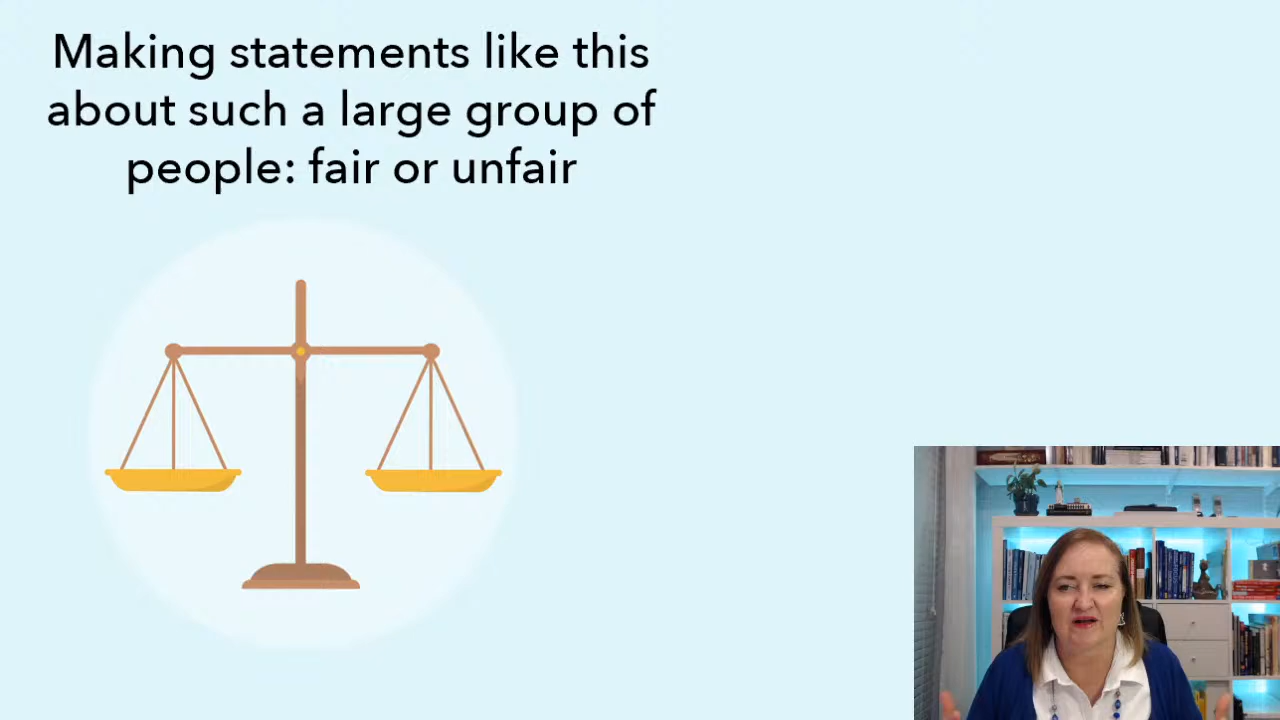 Making statements like this
about such a large group of
people: fair or unfair